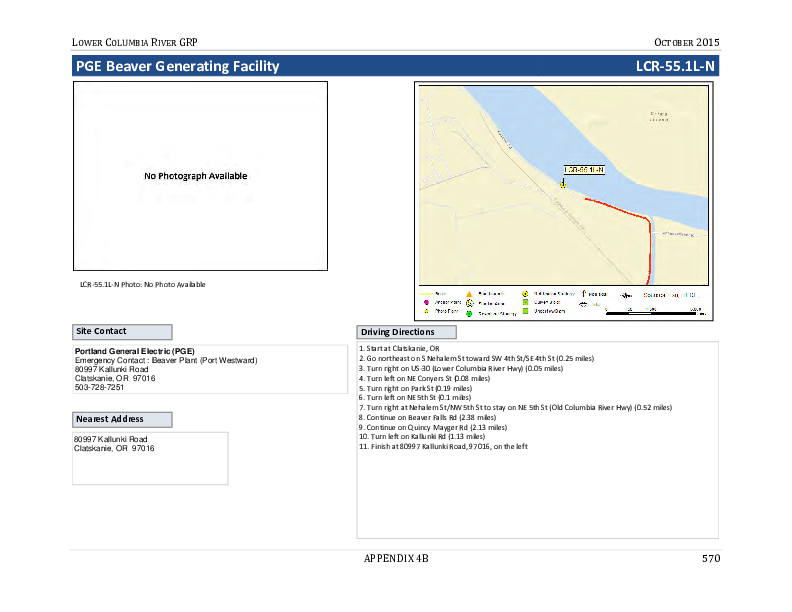 LOWER COLUMBIA RIVER GRP
OCTOBER 2015
PGE Beaver Generating Facility
LCR-55.1L-N
No Photograph Available
LCR-55.1L-N
LCR-55.1L-N Photo: No Photo Available
Site Contact
Portland General Electric (PGE)
Emergency Contact : Beaver Plant (Port Westward)
80997 Kallunki Road
Clatskanie, OR 97016
503-728-7251
Nearest Address
80997 Kallunki Road
Clatskanie, OR 97016
Driving Directions
1. Start at Clatskanie, OR
2. Go northeast on S Nehalem St toward SW 4th St/SE 4th St (0.25 miles)
3. Turn right on US-30 (Lower Columbia River Hwy) (0.05 miles)
4. Turn left on NE Conyers St (0.08 miles)
5. Turn right on Park St (0.19 miles)
6. Turn left on NE 5th St (0.1 miles)
7. Turn right at Nehalem St/NW 5th St to stay on NE 5th St (Old Columbia River Hwy) (0.52 miles)
8. Continue on Beaver Falls Rd (2.38 miles)
9. Continue on Quincy Mayger Rd (2.13 miles)
10. Turn left on Kallunki Rd (1.13 miles)
11. Finish at 80997 Kallunki Road, 97016, on the left
APPENDIX 4B
570